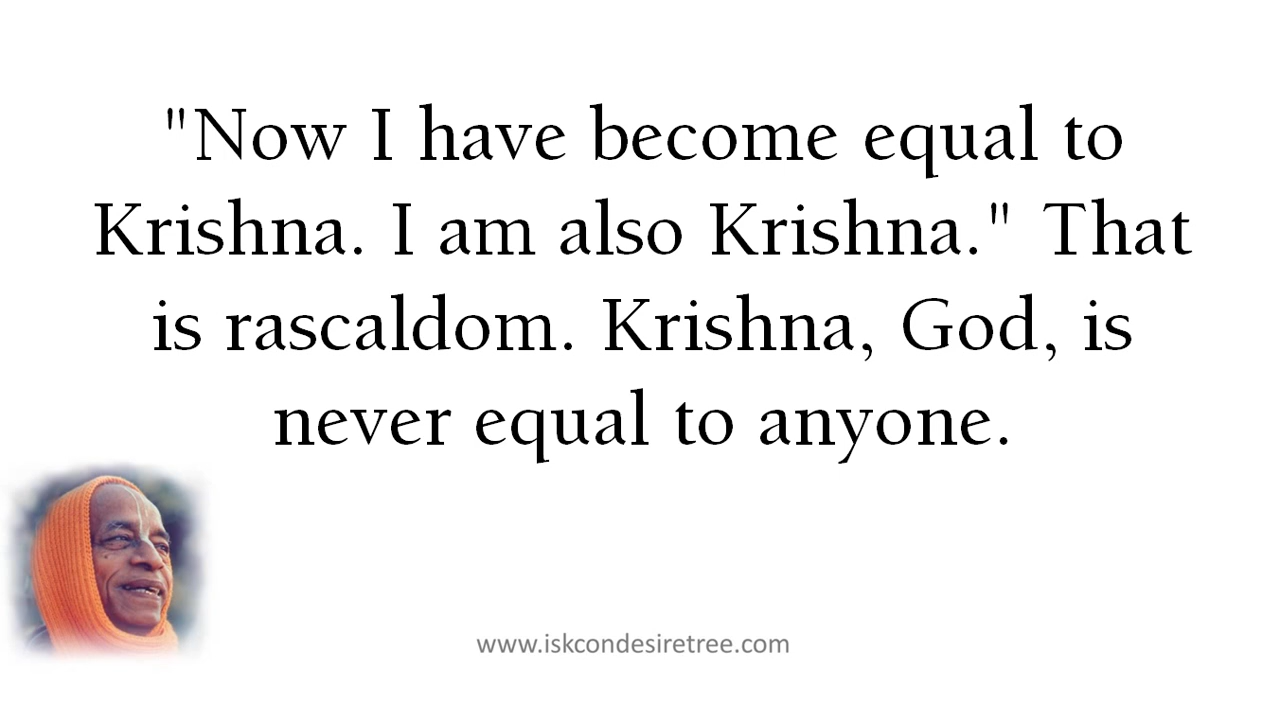 "Now I have become equal to
Krishna. I am also Krishna." That
is rascaldom. Krishna, God, is
never equal to anyone.
www.iskcondesiretree.com